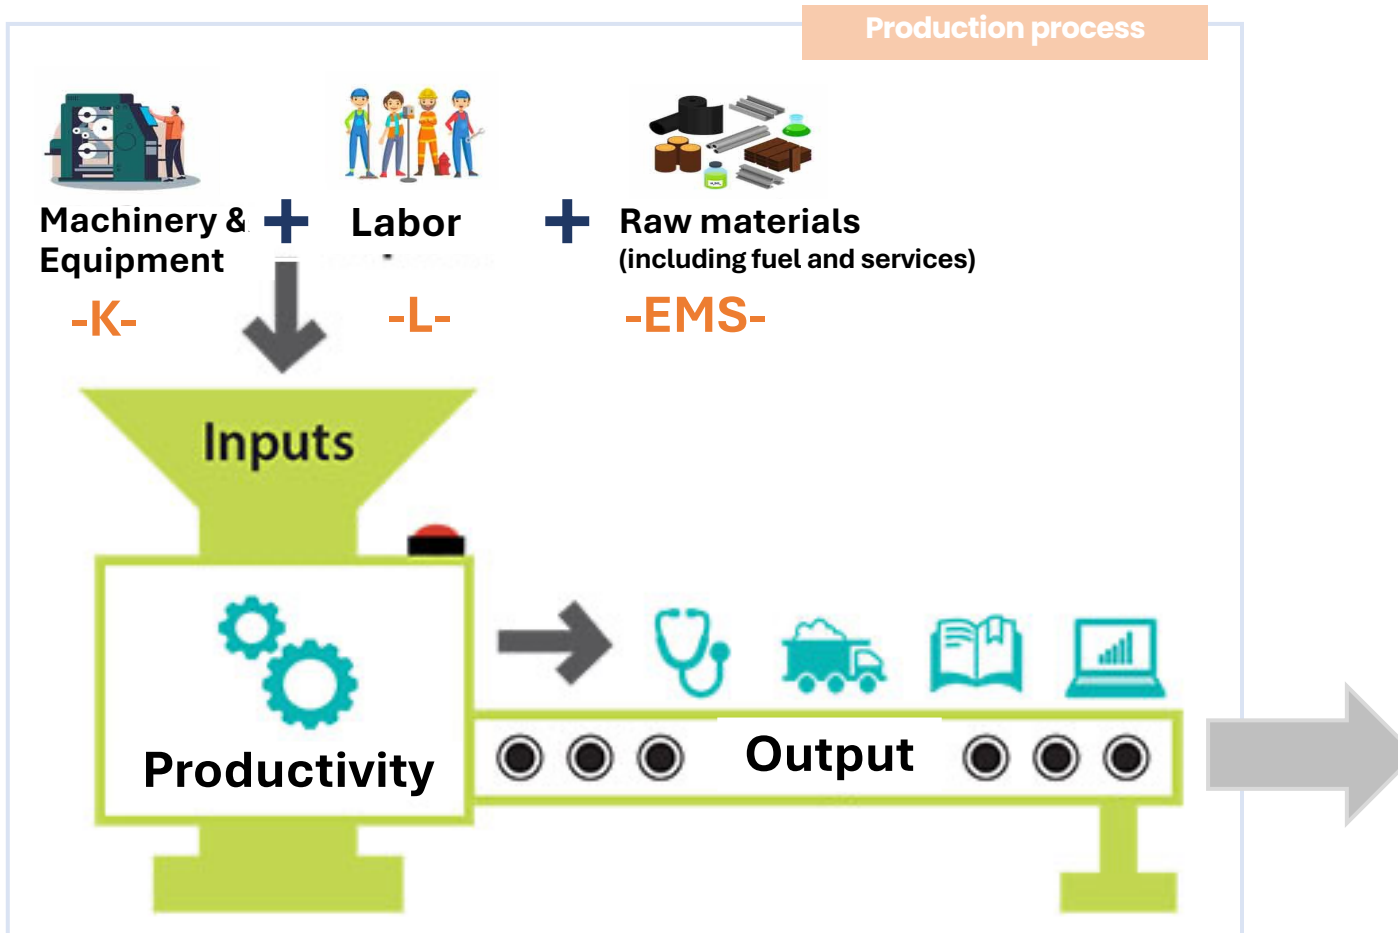 Production process
Machinery &
Equipment
-K-
Labor
-L-
Raw materials
(including fuel and services)
-EMS-
Inputs
Productivity
Output